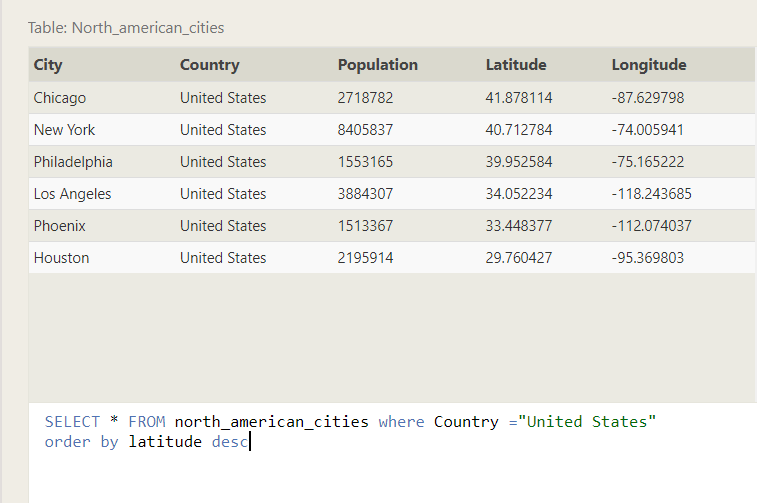 Table: North_american_cities
City Country Population Latitude Longitude
Chicago United States 2718782 41.878114 -87.629798
New York United States 8405837 40.712784 -74.005941
Philadelphia United States 1553165 39.952584 -75.165222
Los Angeles United States 3884307 34.052234 -118.243685
Phoenix United States 1513367 33.448377 -112.074037
Houston United States 2195914 29.760427 -95.369803
SELECT * FROM north_american_cities where Country ="United States"
order by latitude desc